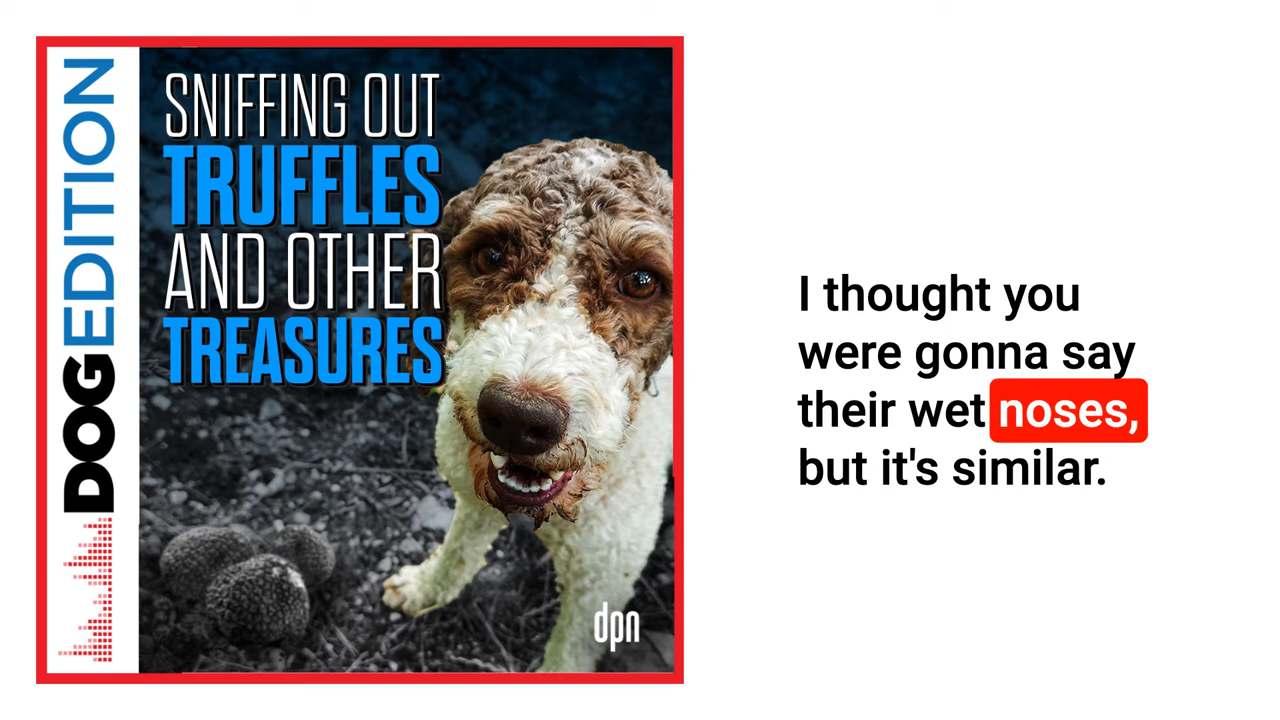 DOGEDITION
SNIFFING OUT
TRUFFLES
AND OTHER
TREASURES
dpn
I thought you
were gonna say
their wet noses,
but it's similar.